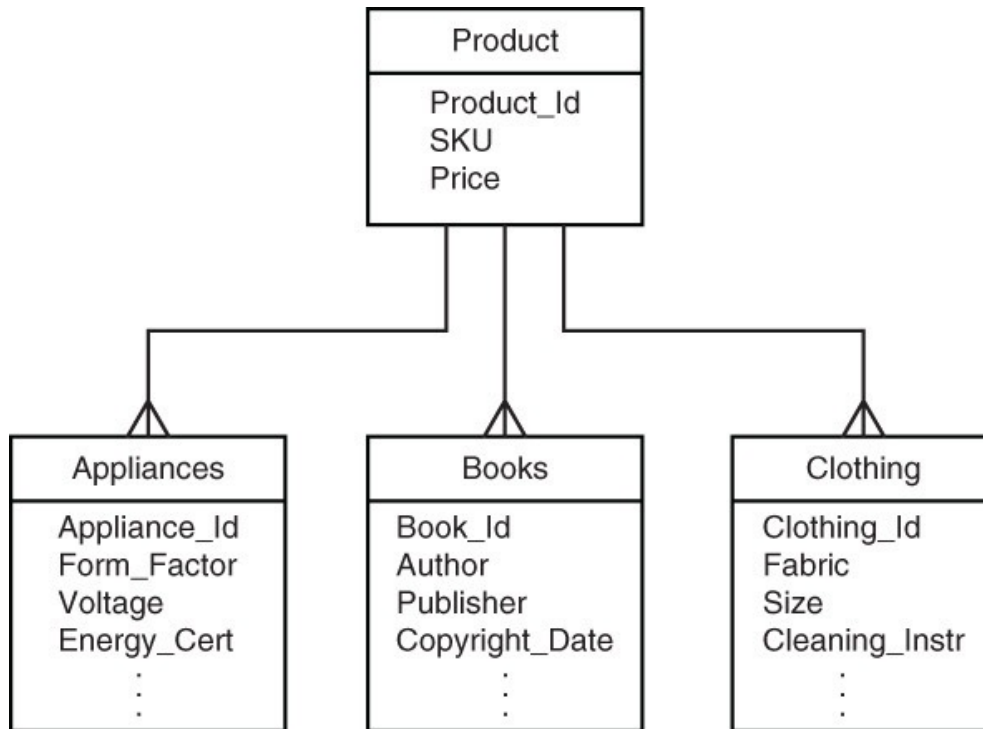 Product
Product_Id
SKU
Price
Appliances
Appliance_Id
Form_Factor
Voltage
Energy_Cert
Books
Book_Id
Author
Publisher
Copyright_Date
Clothing
Clothing_Id
Fabric
Size
Cleaning_Instr